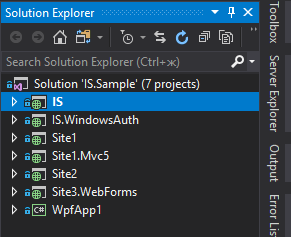 Solution Explorer
Search Solution Explorer (Ctrl+ж)
Solution 'IS.Sample' (7 projects)
IS
IS.WindowsAuth
Site1
Site1.Mvc5
Site2
Site3.WebForms
C# WpfApp1
Toolbox
Server Explorer
Output
Error List